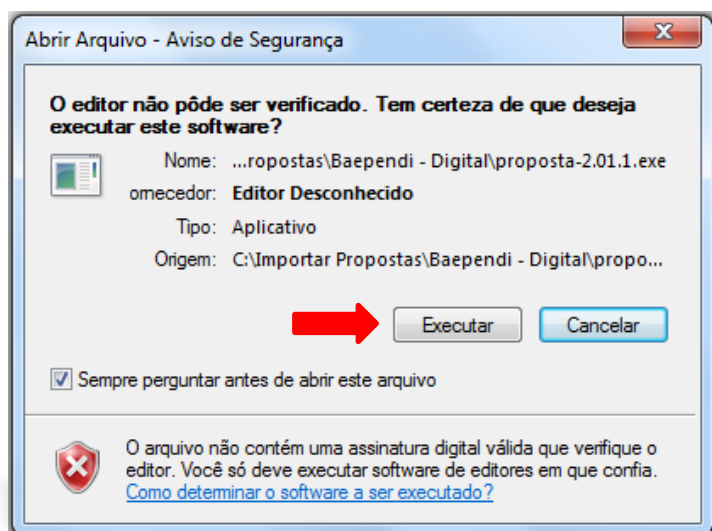 Abrir Arquivo - Aviso de Segurança
O editor não pôde ser verificado. Tem certeza de que deseja
executar este software?
Nome: ...ropostas\Baependi - Digital\proposta-2.01.1.exe
ornecedor: Editor Desconhecido
Tipo: Aplicativo
Origem: C:\Importar Propostas\Baependi - Digital\propo...
Executar Cancelar
Sempre perguntar antes de abrir este arquivo
O arquivo não contém uma assinatura digital válida que verifique o
editor. Você só deve executar software de editores em que confia.
Como determinar o software a ser executado?